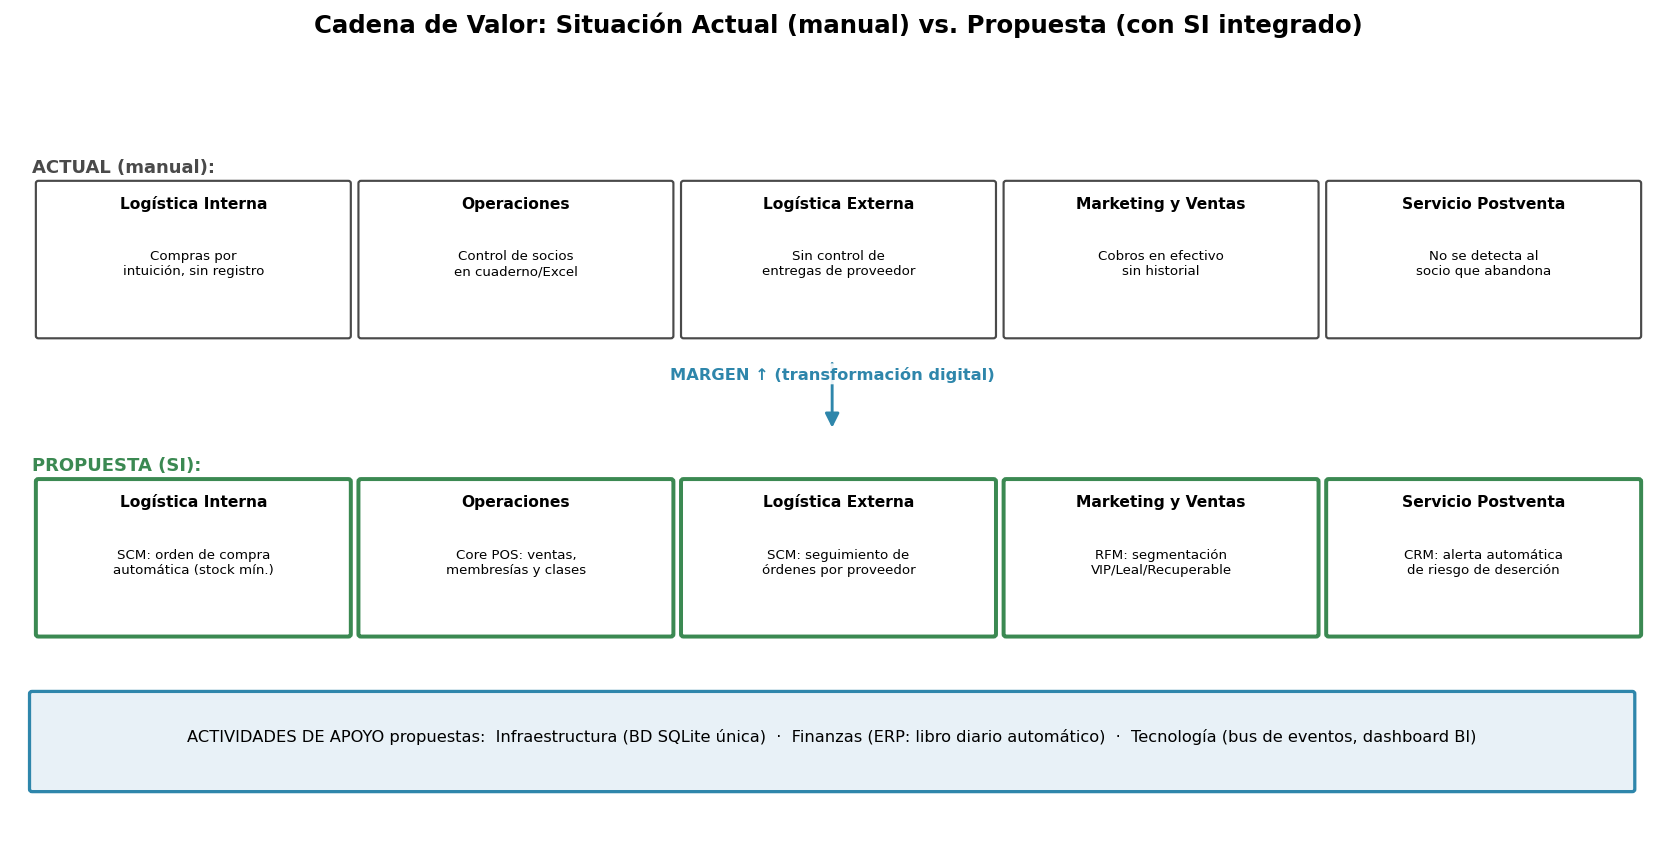 Cadena de Valor: Situación Actual (manual) vs. Propuesta (con SI integrado)
ACTUAL (manual):
Logística Interna
Compras por
intuición, sin registro
Operaciones
Control de socios
en cuaderno/Excel
Logística Externa
Sin control de
entregas de proveedor
Marketing y Ventas
Cobros en efectivo
sin historial
Servicio Postventa
No se detecta al
socio que abandona
MARGEN ↑ (transformación digital)
PROPUESTA (SI):
Logística Interna
SCM: orden de compra
automática (stock mín.)
Operaciones
Core POS: ventas,
membresías y clases
Logística Externa
SCM: seguimiento de
órdenes por proveedor
Marketing y Ventas
RFM: segmentación
VIP/Leal/Recuperable
Servicio Postventa
CRM: alerta automática
de riesgo de deserción
ACTIVIDADES DE APOYO propuestas:  Infraestructura (BD SQLite única)  ·  Finanzas (ERP: libro diario automático)  ·  Tecnología (bus de eventos, dashboard BI)